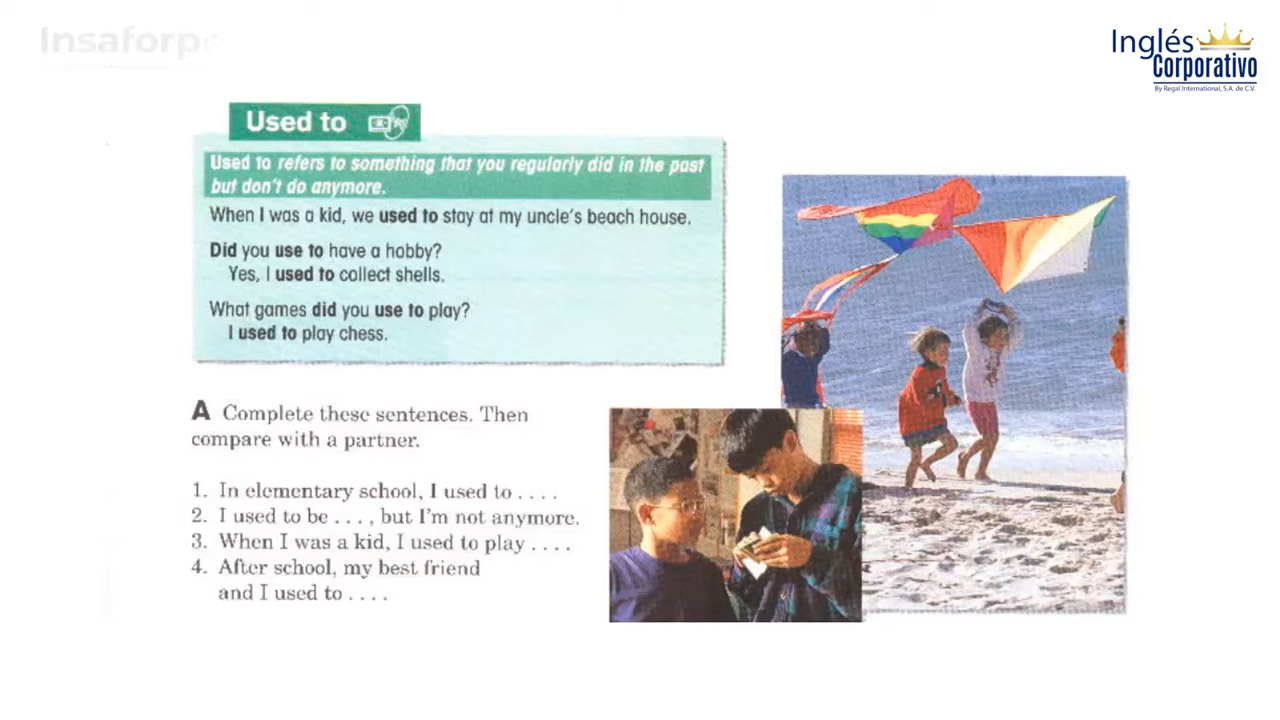 Insaforp
Inglés
Corporativo
By Regal International, S.A. de C.V.
Used to
Used to refers to something that you regularly did in the past
but don't do anymore.
When I was a kid, we used to stay at my uncle's beach house.
Did you use to have a hobby?
Yes, I used to collect shells.
What games did you use to play?
I used to play chess.
A Complete these sentences. Then
compare with a partner.
1. In elementary school, I used to . . . .
2. I used to be . . . , but I'm not anymore.
3. When I was a kid, I used to play . . . .
4. After school, my best friend
and I used to . . . .